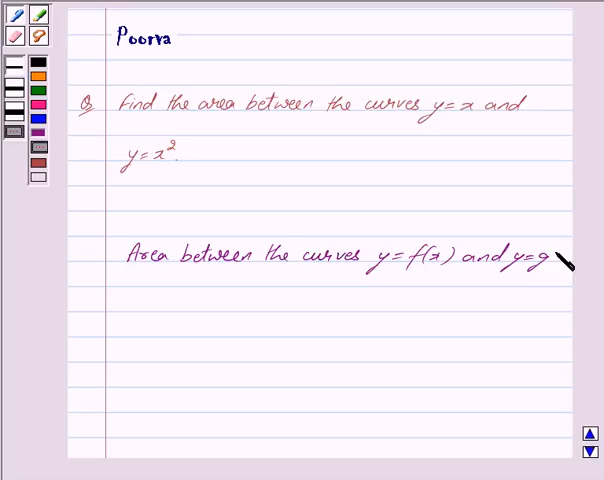 Poorva
Q Find the area between the curves y=x and
y=x².
Area between the curves y=f(x) and y=g